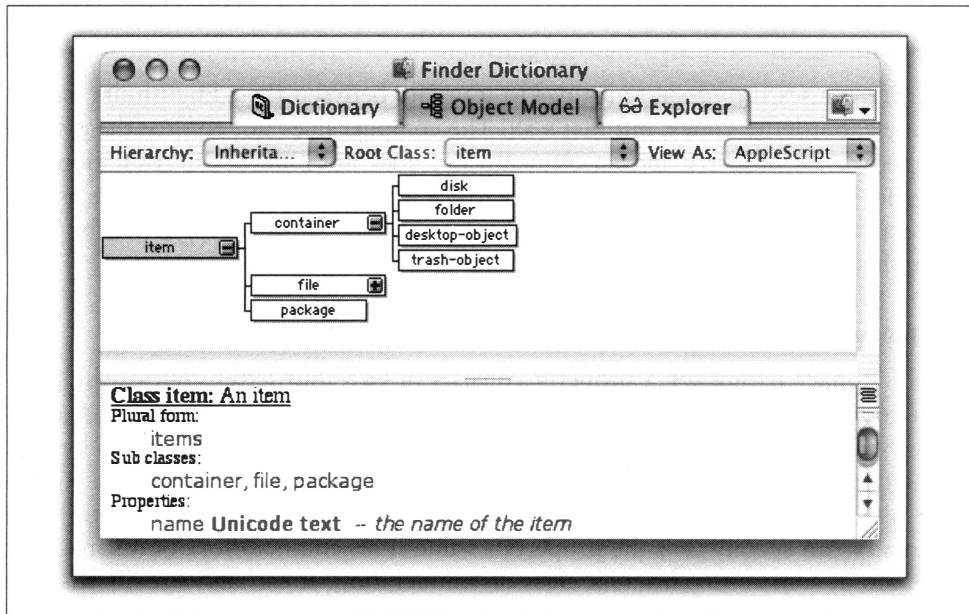 Finder Dictionary
Dictionary Object Model Explorer
Hierarchy: Inherita... Root Class: item View As: AppleScript
disk
folder
container
desktop-object
item
trash-object
file
package
Class item: An item
Plural form:
items
Sub classes:
container, file, package
Properties:
name Unicode text -- the name of the item